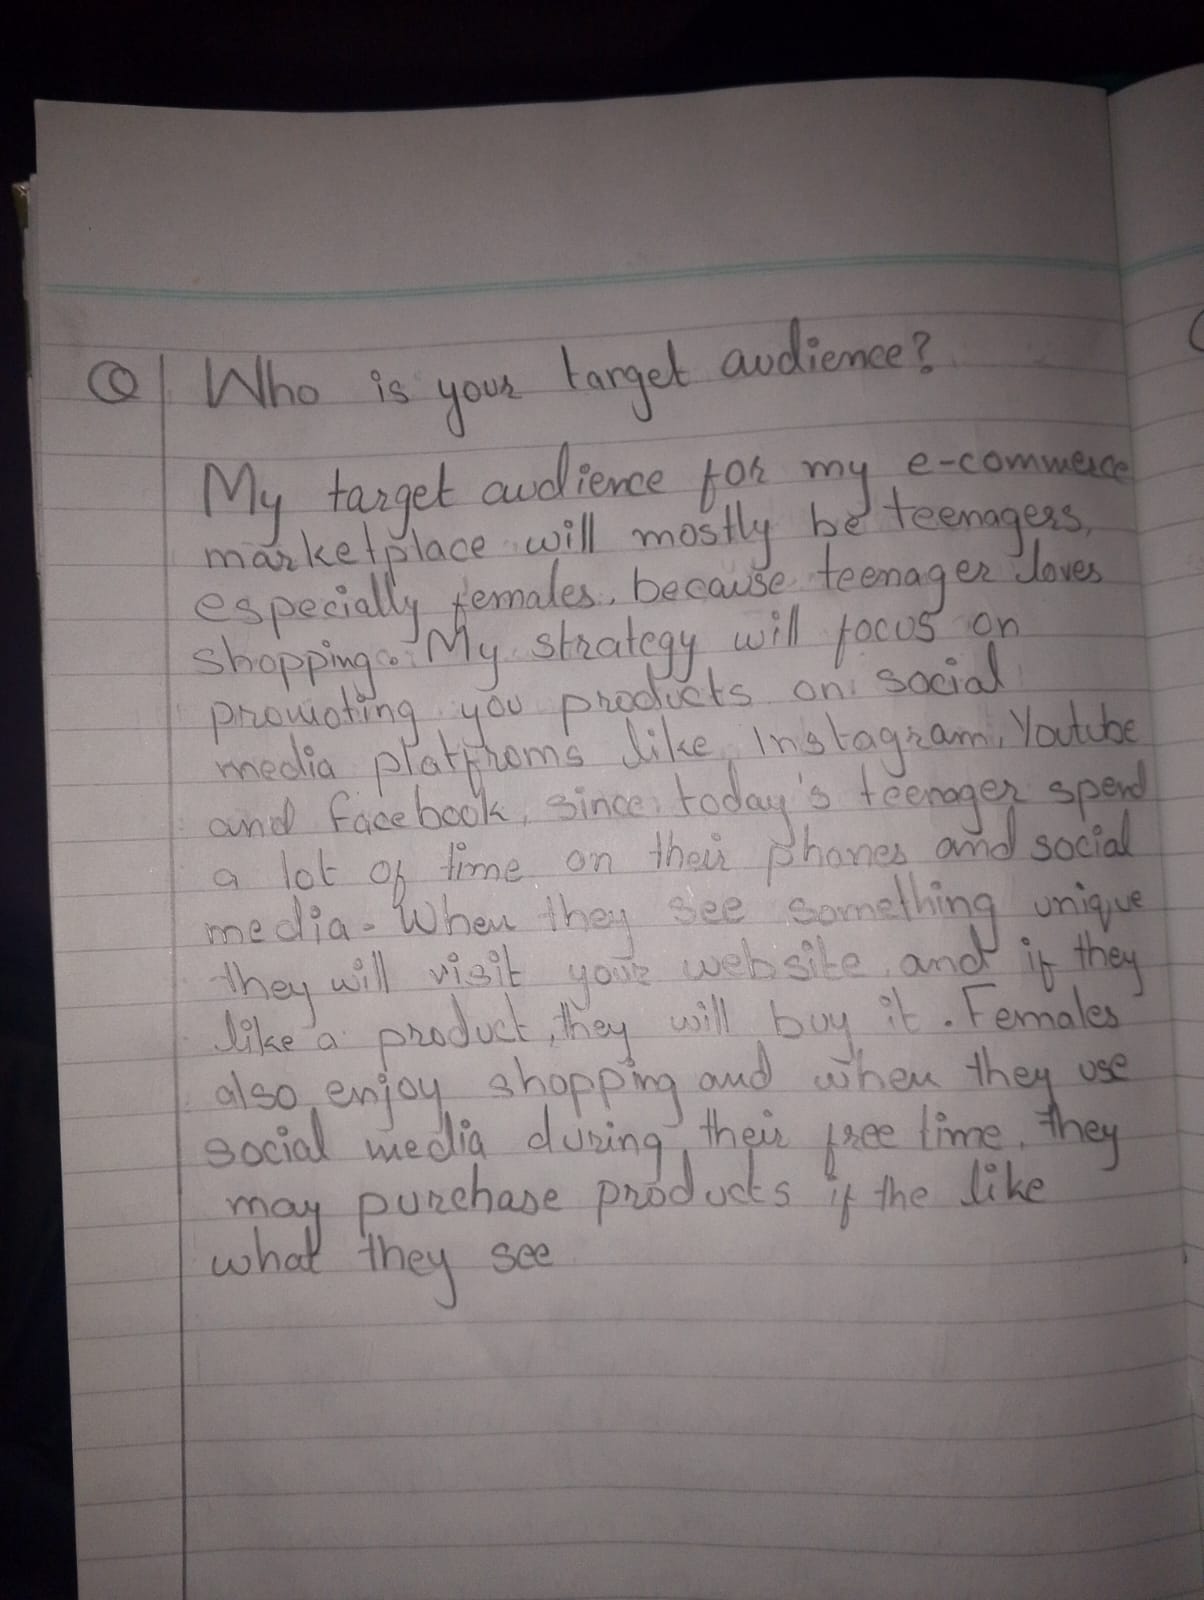 Q| Who is your target audience?
My target audience for my e-commerce
marketplace will mostly be teenagers,
especially females, because teenager loves
shopping. My strategy will focus on
promoting you products on social
media platfroms like Instagram, Youtube
and facebook, since today's teenager spend
a lot of time on their phones and social
media. When they see something unique
they will visit your website and if they
like a product, they will buy it. Females
also enjoy shopping and when they use
social media during their free time, they
may purchase products if the like
what they see